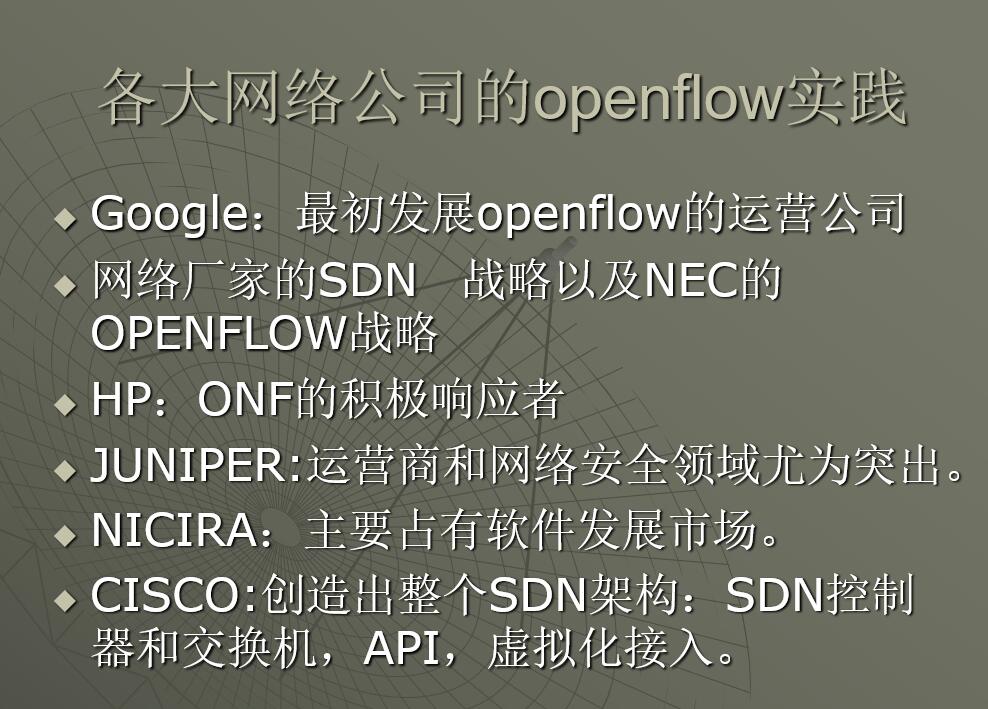 各大网络公司的openflow实践
Google：最初发展openflow的运营公司
网络厂家的SDN 战略以及NEC的
OPENFLOW战略
HP：ONF的积极响应者
JUNIPER:运营商和网络安全领域尤为突出。
NICIRA：主要占有软件发展市场。
CISCO:创造出整个SDN架构：SDN控制
器和交换机，API，虚拟化接入。